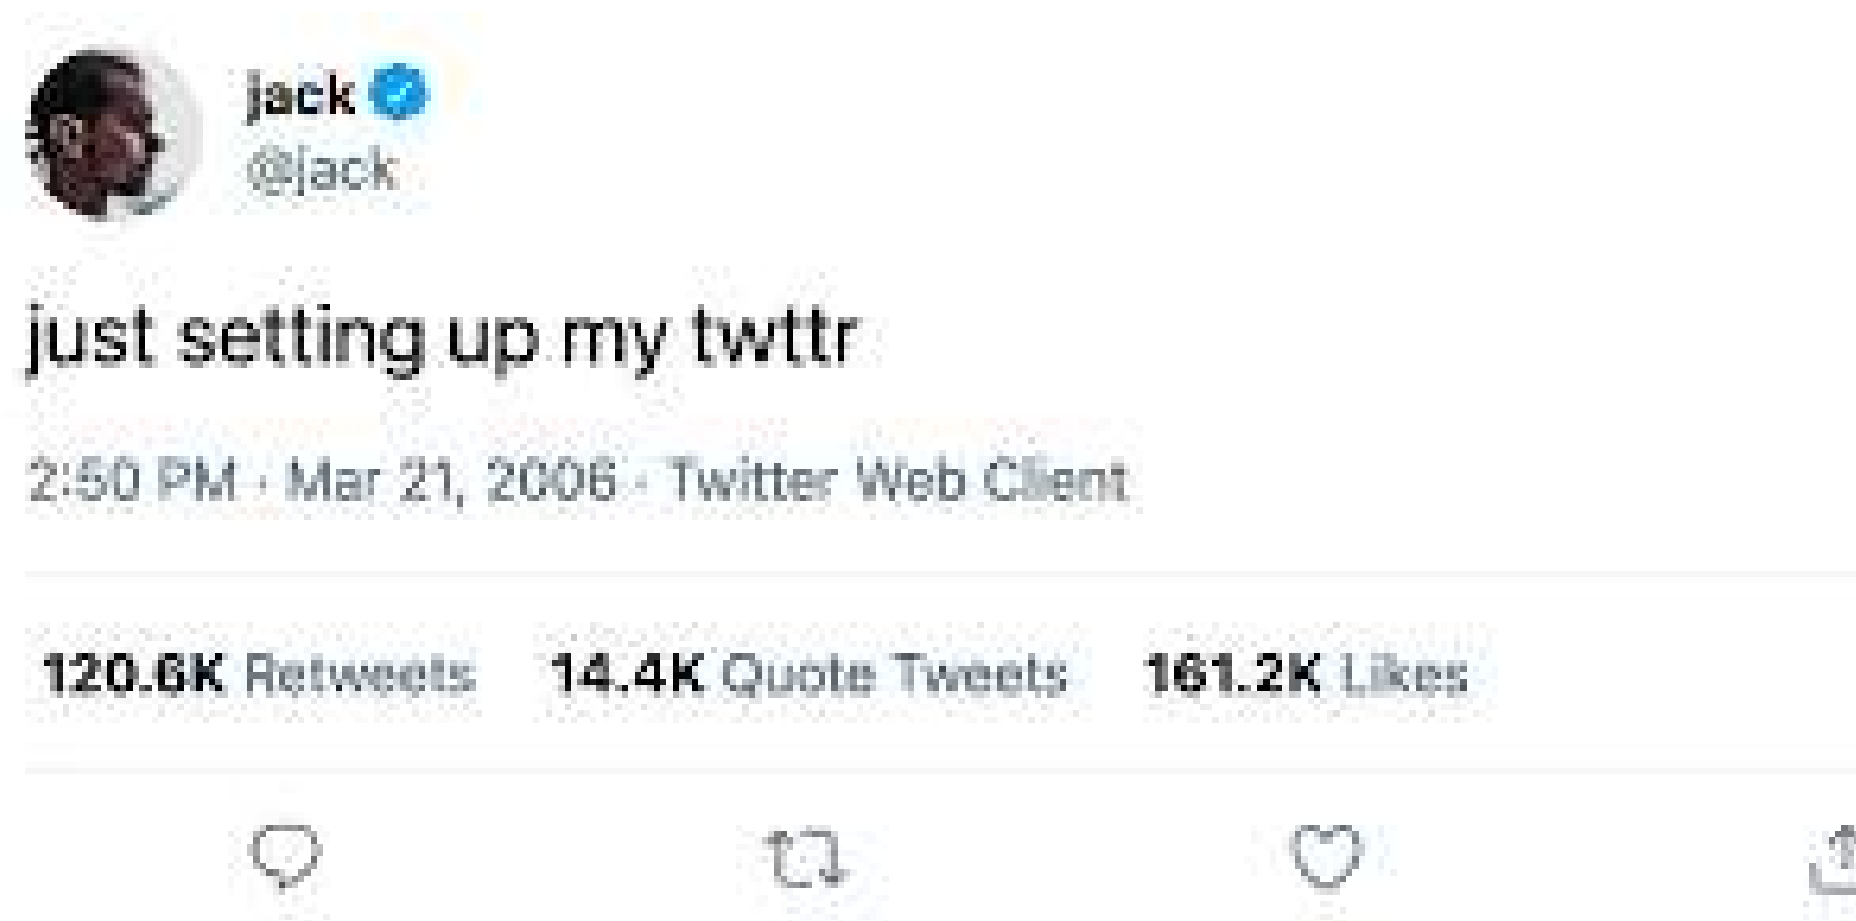 jack
@jack
just setting up my twttr
2:50 PM · Mar 21, 2006 · Twitter Web Client
120.6K Retweets 14.4K Quote Tweets 161.2K Likes